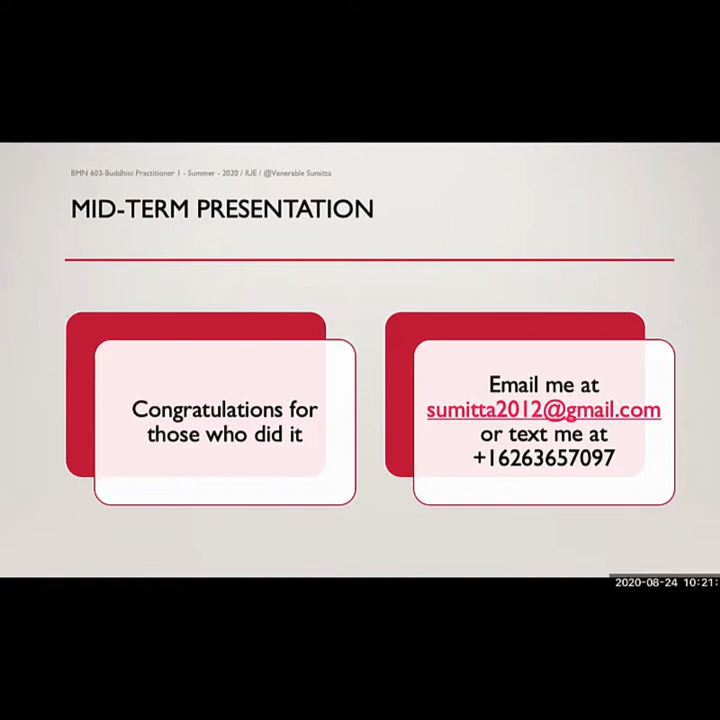 BMN 603-Buddhist Practitioner 1 - Summer - 2020 / IUE / @Venerable Sumitta
MID-TERM PRESENTATION
Congratulations for
those who did it
Email me at
sumitta2012@gmail.com
or text me at
+16263657097
2020-08-24 10:21: